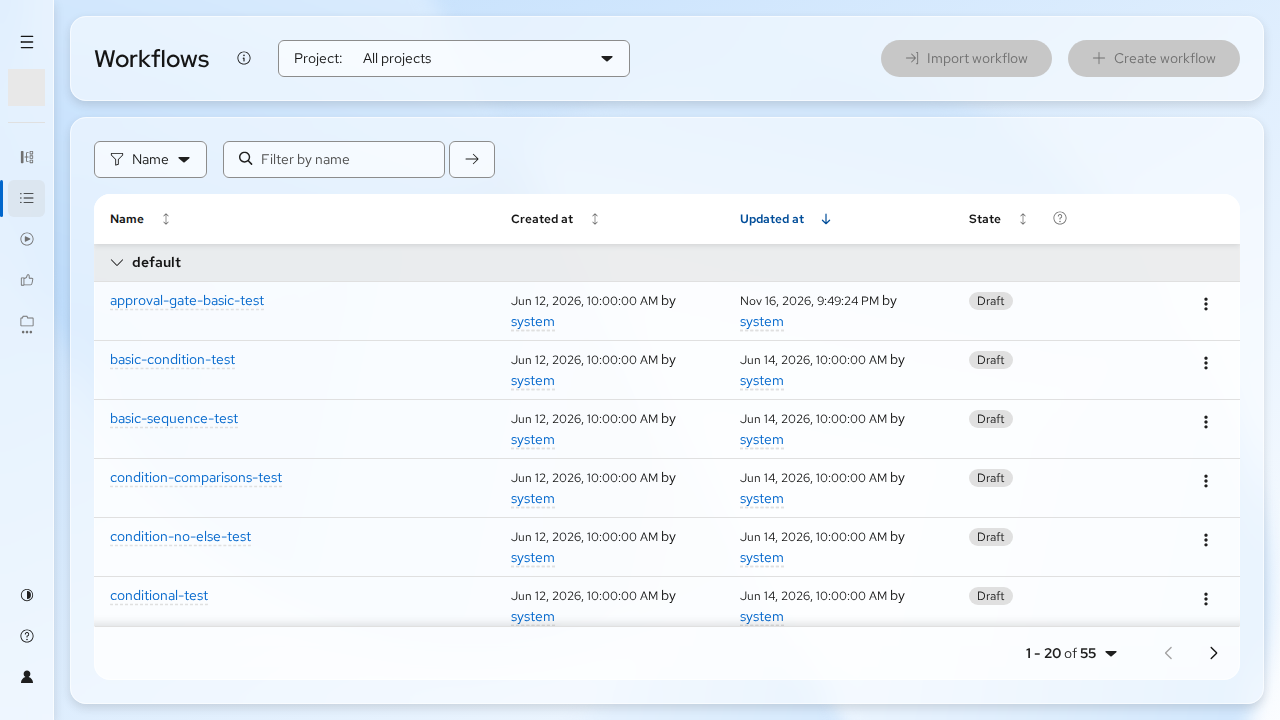 Workflows
Project: All projects
Import workflow
Create workflow
Name
Filter by name
Name Created at Updated at State
default
approval-gate-basic-test Jun 12, 2026, 10:00:00 AM by Nov 16, 2026, 9:49:24 PM by Draft
system system
basic-condition-test Jun 12, 2026, 10:00:00 AM by Jun 14, 2026, 10:00:00 AM by Draft
system system
basic-sequence-test Jun 12, 2026, 10:00:00 AM by Jun 14, 2026, 10:00:00 AM by Draft
system system
condition-comparisons-test Jun 12, 2026, 10:00:00 AM by Jun 14, 2026, 10:00:00 AM by Draft
system system
condition-no-else-test Jun 12, 2026, 10:00:00 AM by Jun 14, 2026, 10:00:00 AM by Draft
system system
conditional-test Jun 12, 2026, 10:00:00 AM by Jun 14, 2026, 10:00:00 AM by Draft
system system
1 - 20 of 55